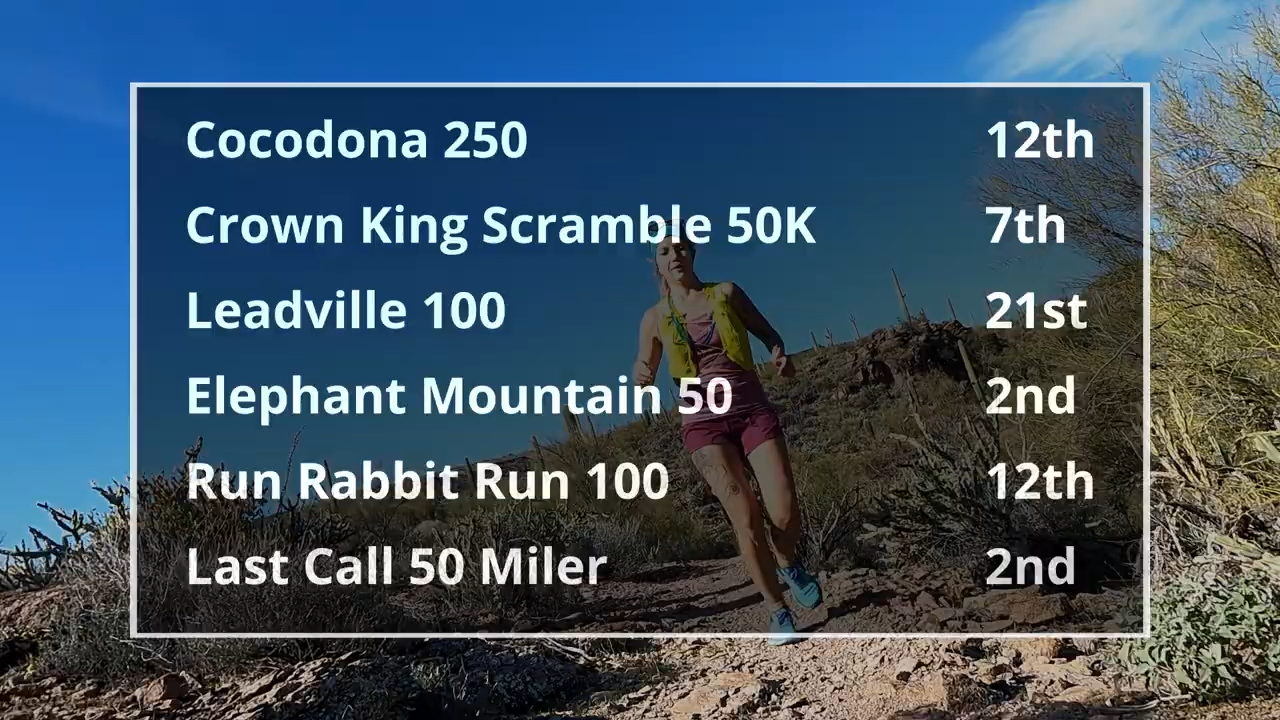 Cocodona 250 12th
Crown King Scramble 50K 7th
Leadville 100 21st
Elephant Mountain 50 2nd
Run Rabbit Run 100 12th
Last Call 50 Miler 2nd